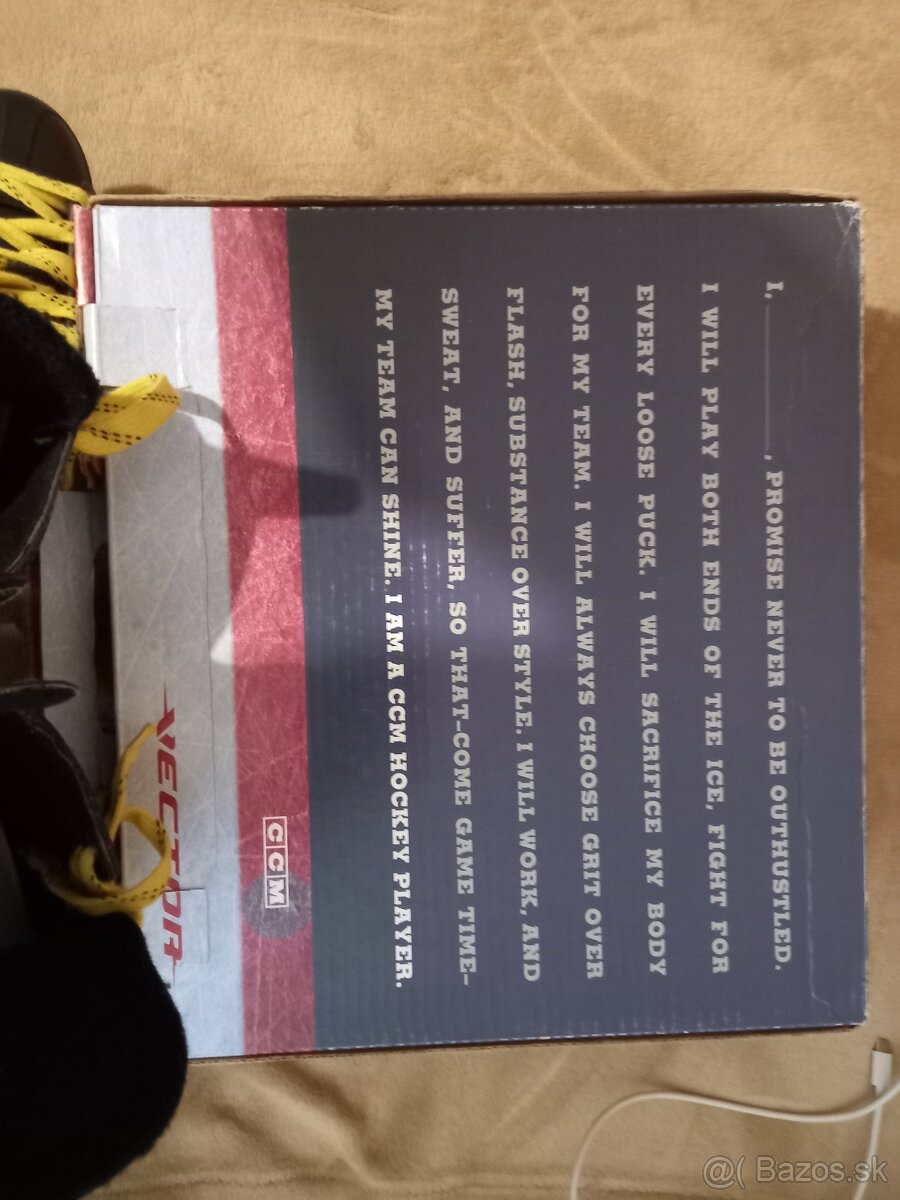 I, ________, PROMISE NEVER TO BE OUTHUSTLED.
I WILL PLAY BOTH ENDS OF THE ICE, FIGHT FOR
EVERY LOOSE PUCK. I WILL SACRIFICE MY BODY
FOR MY TEAM. I WILL ALWAYS CHOOSE GRIT OVER
FLASH, SUBSTANCE OVER STYLE. I WILL WORK, AND
SWEAT, AND SUFFER, SO THAT-COME GAME TIME-
MY TEAM CAN SHINE. I AM A CCM HOCKEY PLAYER.
CCM
VECTOR
@( Bazos.sk